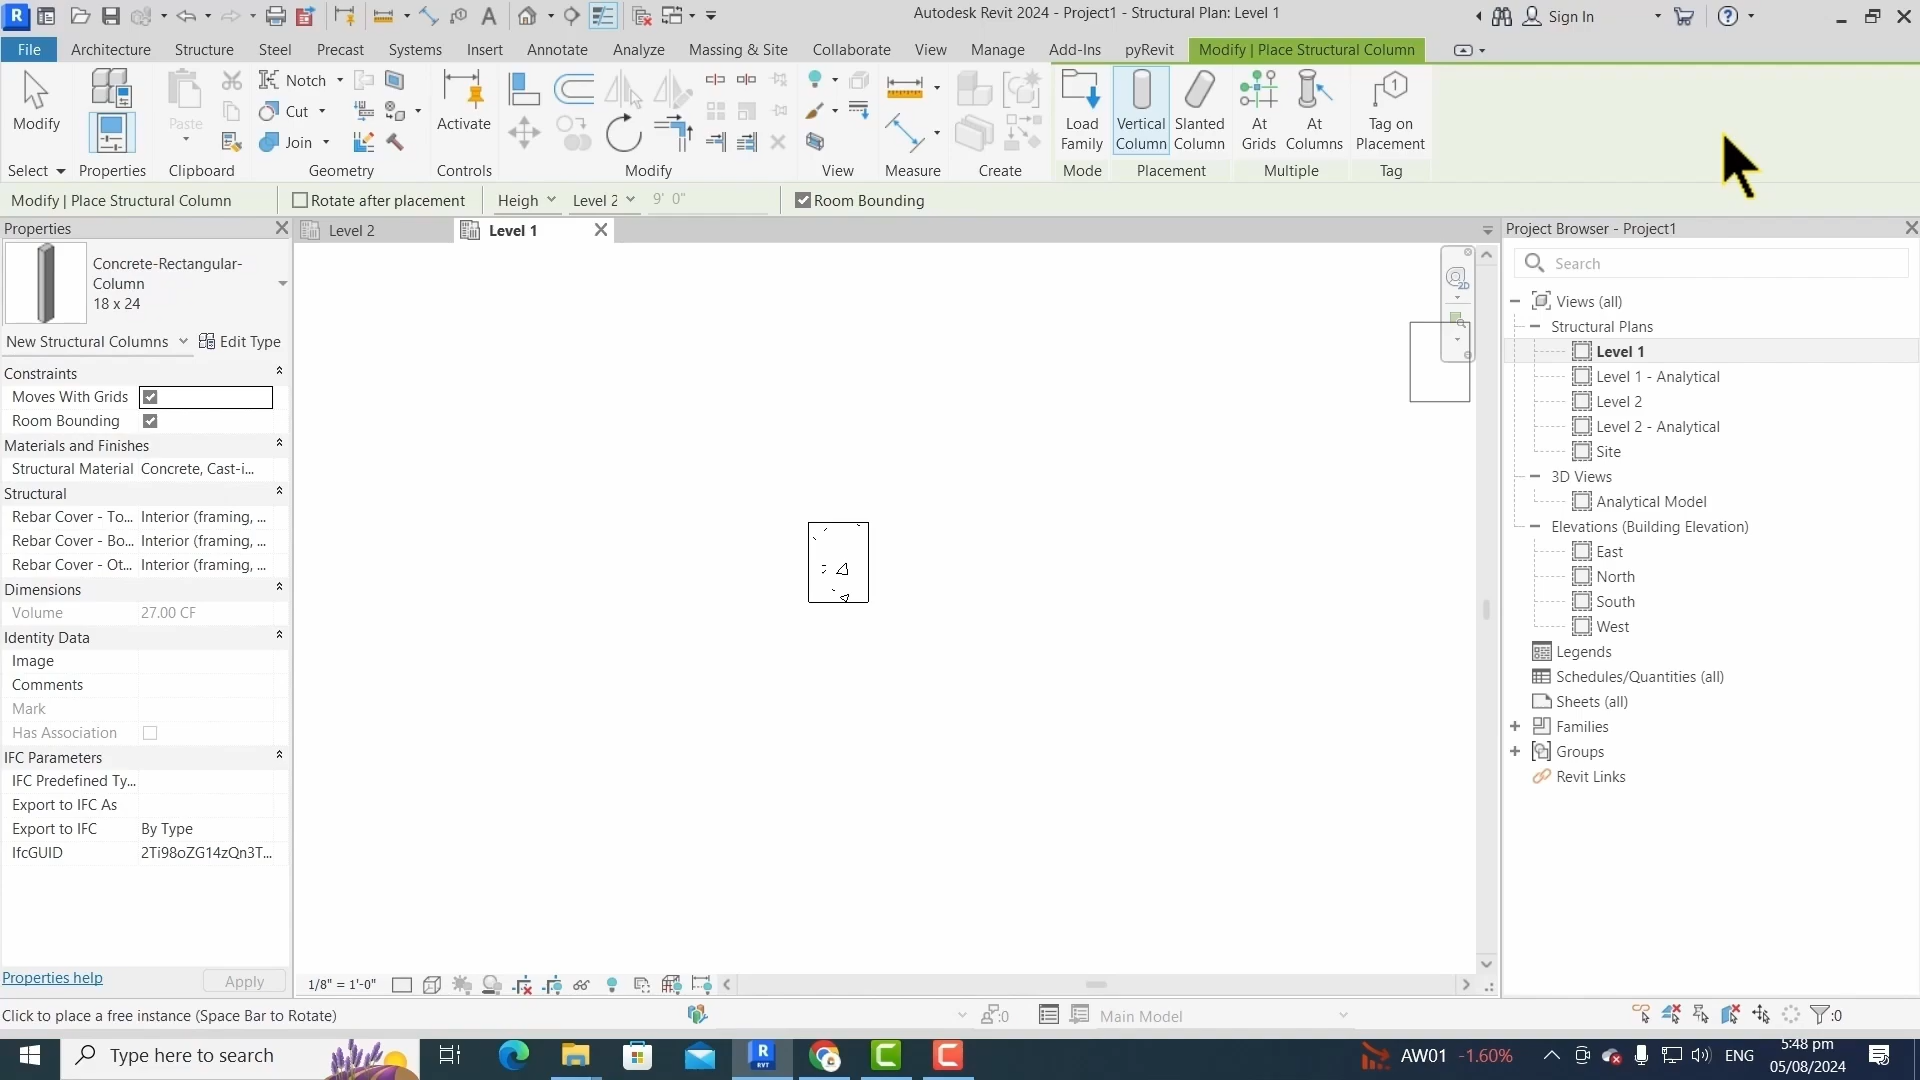 Autodesk Revit 2024 - Project1 - Structural Plan: Level 1
Sign In
File Architecture Structure Steel Precast Systems Insert Annotate Analyze Massing & Site Collaborate View Manage Add-Ins pyRevit Modify | Place Structural Column
Modify
Paste
Notch
Cut
Join
Activate
Load Family
Vertical Column
Slanted Column
At Grids
At Columns
Tag on Placement
Select Properties Clipboard Geometry Controls Modify View Measure Create Mode Placement Multiple Tag
Modify | Place Structural Column Rotate after placement Heigh Level 2 9' 0" Room Bounding
Properties
Level 2
Level 1
Project Browser - Project1
Concrete-Rectangular-
Column
18 x 24
New Structural Columns Edit Type
Constraints
Moves With Grids
Room Bounding
Materials and Finishes
Structural Material Concrete, Cast-i...
Structural
Rebar Cover - To... Interior (framing, ...
Rebar Cover - Bo... Interior (framing, ...
Rebar Cover - Ot... Interior (framing, ...
Dimensions
Volume 27.00 CF
Identity Data
Image
Comments
Mark
Has Association
IFC Parameters
IFC Predefined Ty...
Export to IFC As
Export to IFC By Type
IfcGUID 2Ti98oZG14zQn3T...
Properties help Apply
2D
Search
Views (all)
Structural Plans
Level 1
Level 1 - Analytical
Level 2
Level 2 - Analytical
Site
3D Views
Analytical Model
Elevations (Building Elevation)
East
North
South
West
Legends
Schedules/Quantities (all)
Sheets (all)
Families
Groups
Revit Links
1/8" = 1'-0"
Click to place a free instance (Space Bar to Rotate) :0 Main Model :0
Type here to search
AW01 -1.60% ENG
5:48 pm
05/08/2024